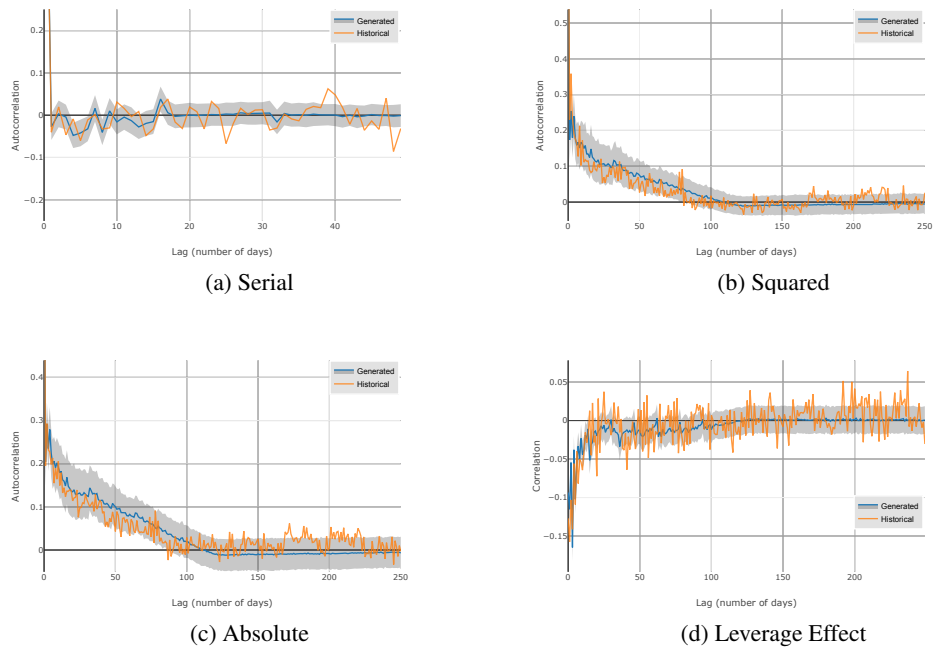 0.2
0.1
0
−0.1
−0.2
0
10
20
30
40
Autocorrelation
Lag (number of days)
Generated
Historical
(a) Serial
0.5
0.4
0.3
0.2
0.1
0
0
50
100
150
200
250
Autocorrelation
Lag (number of days)
Generated
Historical
(b) Squared
0.4
0.3
0.2
0.1
0
0
50
100
150
200
250
Autocorrelation
Lag (number of days)
Generated
Historical
(c) Absolute
0.05
0
−0.05
−0.1
−0.15
0
50
100
150
200
Correlation
Lag (number of days)
Generated
Historical
(d) Leverage Effect